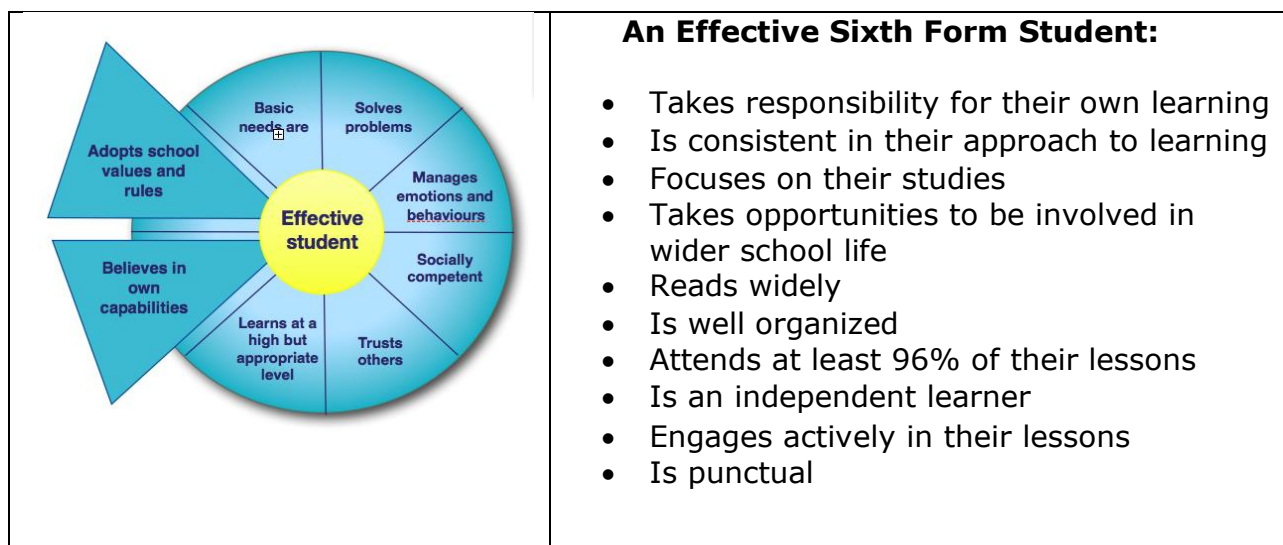 Adopts school
values and
rules
Basic
needs are
Solves
problems
Manages
emotions and
behaviours
Socially
competent
Trusts
others
Learns at a
high but
appropriate
level
Believes in
own
capabilities
Effective
student
An Effective Sixth Form Student:
• Takes responsibility for their own learning
• Is consistent in their approach to learning
• Focuses on their studies
• Takes opportunities to be involved in
wider school life
• Reads widely
• Is well organized
• Attends at least 96% of their lessons
• Is an independent learner
• Engages actively in their lessons
• Is punctual